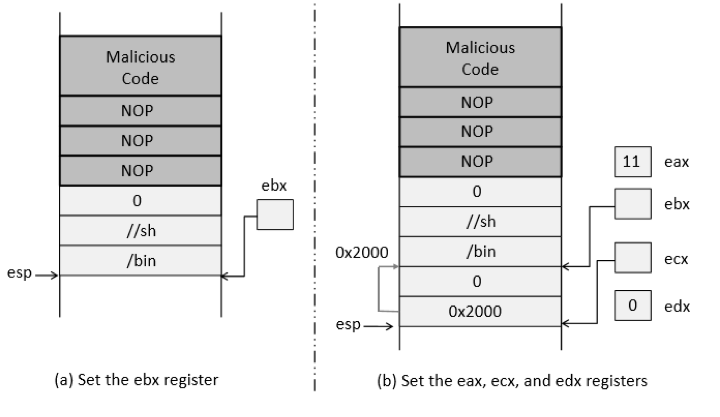 Malicious
Code
NOP
NOP
NOP
0
//sh
/bin
ebx
esp
(a) Set the ebx register
Malicious
Code
NOP
NOP
NOP
0
//sh
/bin
0
0x2000
0x2000
esp
11 eax
ebx
ecx
0 edx
(b) Set the eax, ecx, and edx registers